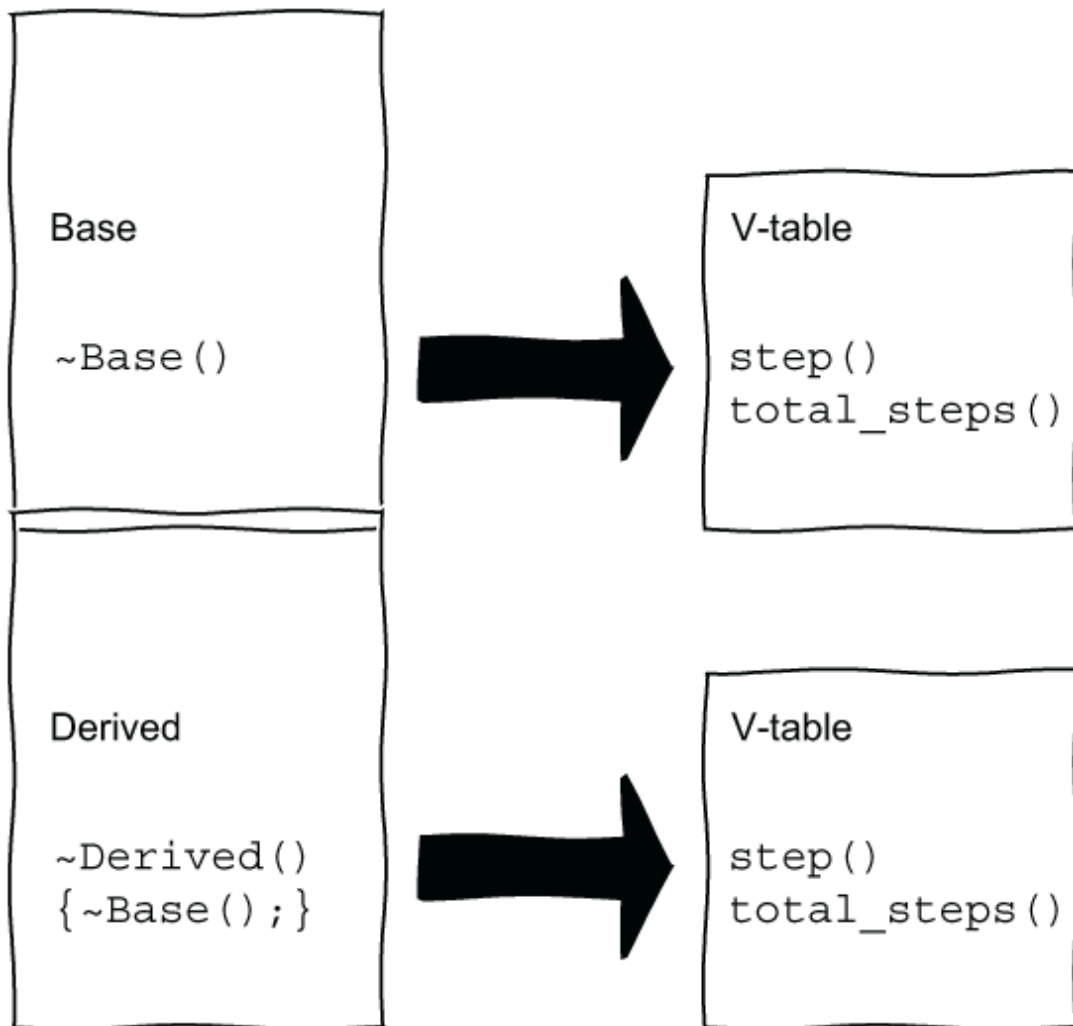 Base
~Base()
V-table
step()
total_steps()
Derived
~Derived()
{~Base();}
V-table
step()
total_steps()